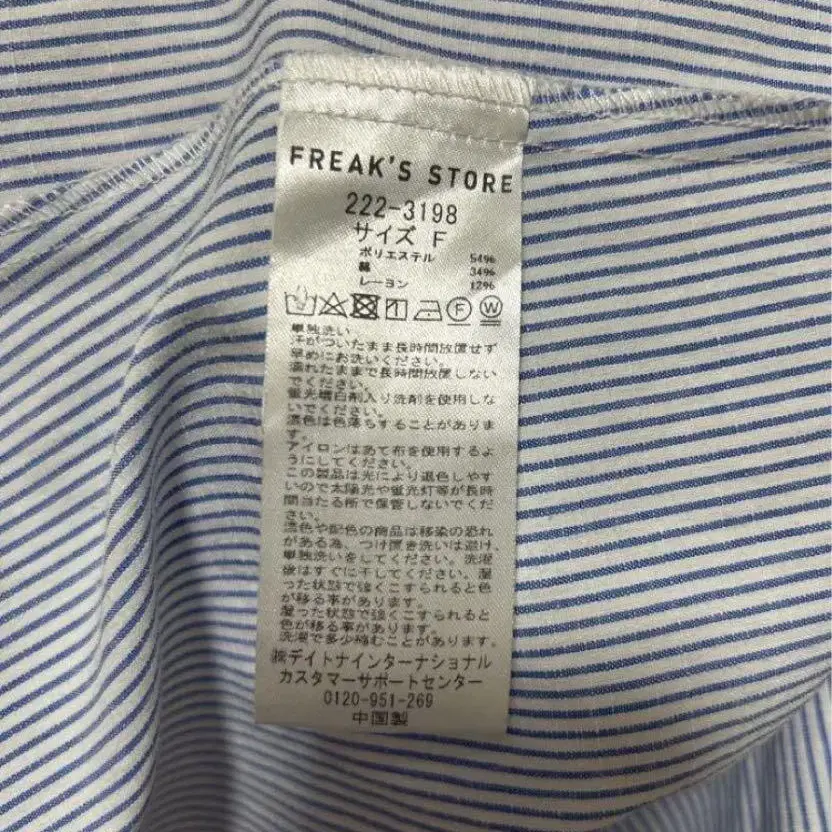 FREAK'S STORE
222-3198
サイズ F
ポリエステル 54%
綿 34%
レーヨン 12%
F W
単独洗い
汗がついたまま長時間放置せず
早めにお洗いください。
濡れたままで長時間放置しない
でください。
蛍光増白剤入り洗剤を使用しな
いでください。
濃色は色落ちすることがありま
す。
アイロンはあて布を使用するよ
うにしてください。
この製品は光により退色しやす
いので太陽光や蛍光灯等が長時
間当たる所で保管しないでくだ
さい。
濃色や配色の商品は移染の恐れ
がある為、つけ置き洗いは避け、
単独洗いをしてください。洗濯
後はすぐに干してください。湿
った状態で強くこすられると色
が移る事があります。
湿った状態で強くこすられると
色が移る事があります。
洗濯で多少縮むことがあります。
㈱デイトナインターナショナル
カスタマーサポートセンター
0120-951-269
中国製